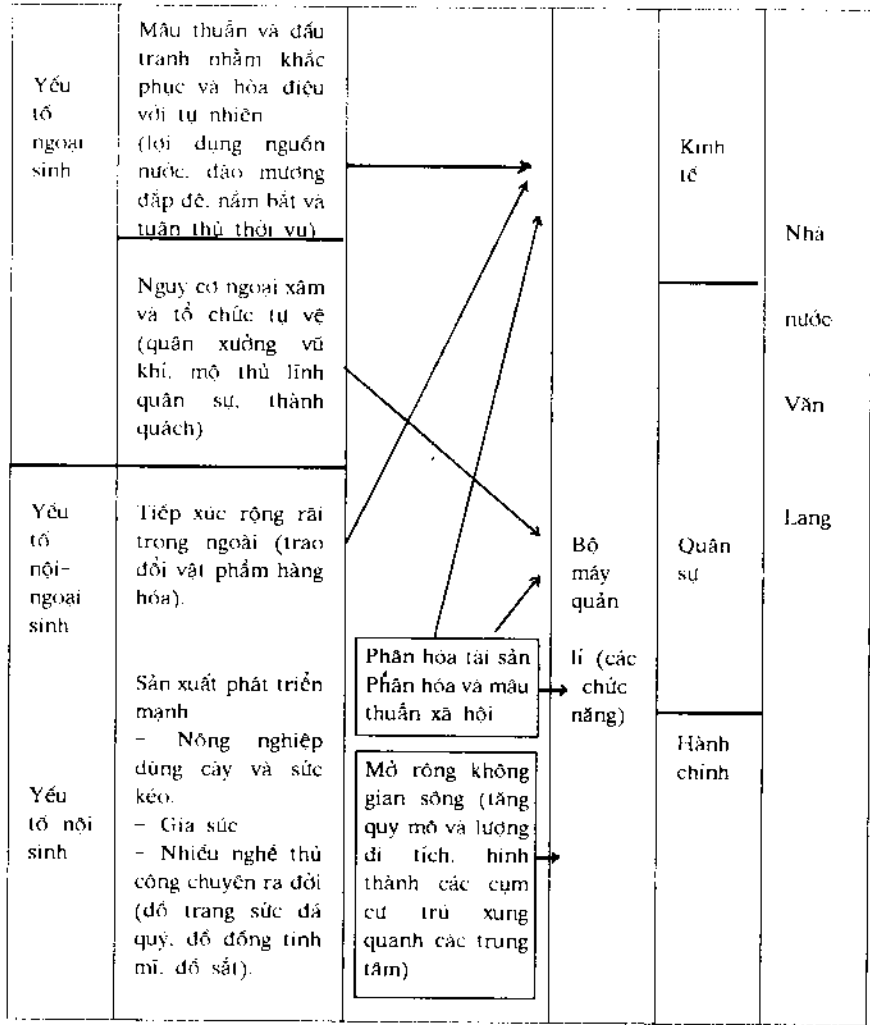 Yếu
tố
ngoại
sinh
Mâu thuẫn và đấu
tranh nhằm khắc
phục và hòa điệu
với tự nhiên
(lợi dụng nguồn
nước. đào mương
đắp đê. nắm bắt và
tuân thủ thời vụ)
Nguy cơ ngoại xâm
và tổ chức tự vệ
(quân xưởng vũ
khí. mộ thủ lĩnh
quân sự. thành
quách)
Yếu
tố
nội-
ngoại
sinh
Tiếp xúc rộng rãi
trong ngoài (trao
đổi vật phẩm hàng
hóa).
Yếu
tố nội
sinh
Sản xuất phát triển
mạnh
– Nông nghiệp
dùng cày và sức
kéo.
– Gia súc
– Nhiều nghề thủ
công chuyên ra đời
(đồ trang sức đá
quý. đồ đồng tinh
mĩ. đồ sắt).
Phân hóa tài sản
Phân hóa và mâu
thuẫn xã hội
Mở rộng không
gian sống (tăng
quy mô và lượng
di tích. hình
thành các cụm
cư trú xung
quanh các trung
tâm)
Bộ
máy
quản
lí (các
chức
năng)
Kinh
tế
Quân
sự
Hành
chính
Nhà
nước
Văn
Lang